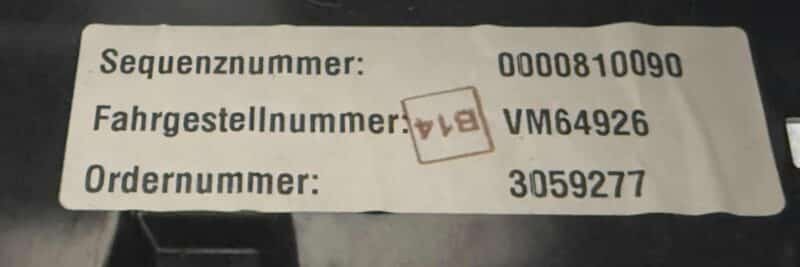 Sequenznummer: 0000810090
Fahrgestellnummer: VM64926
B14
Ordernummer: 3059277